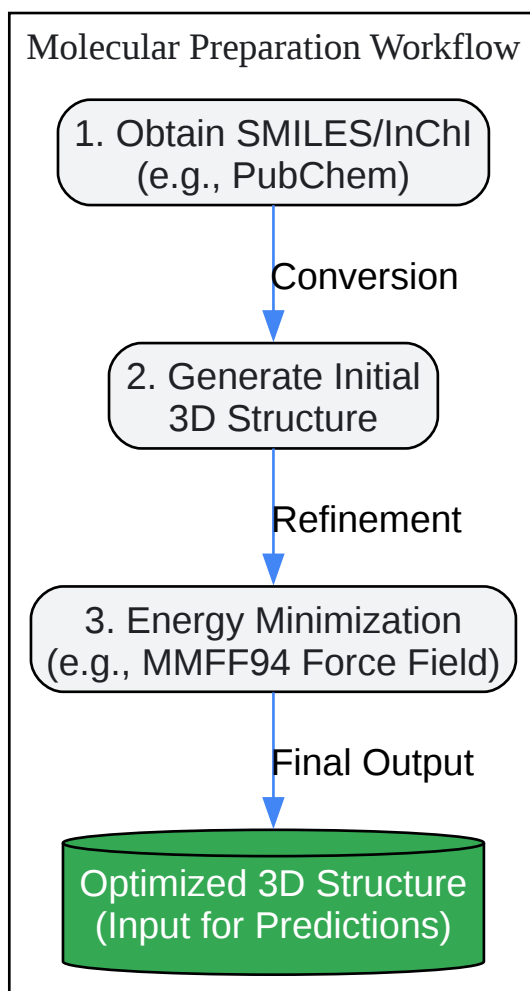 Molecular Preparation Workflow
1. Obtain SMILES/InChI
(e.g., PubChem)
Conversion
2. Generate Initial
3D Structure
Refinement
3. Energy Minimization
(e.g., MMFF94 Force Field)
Final Output
Optimized 3D Structure
(Input for Predictions)